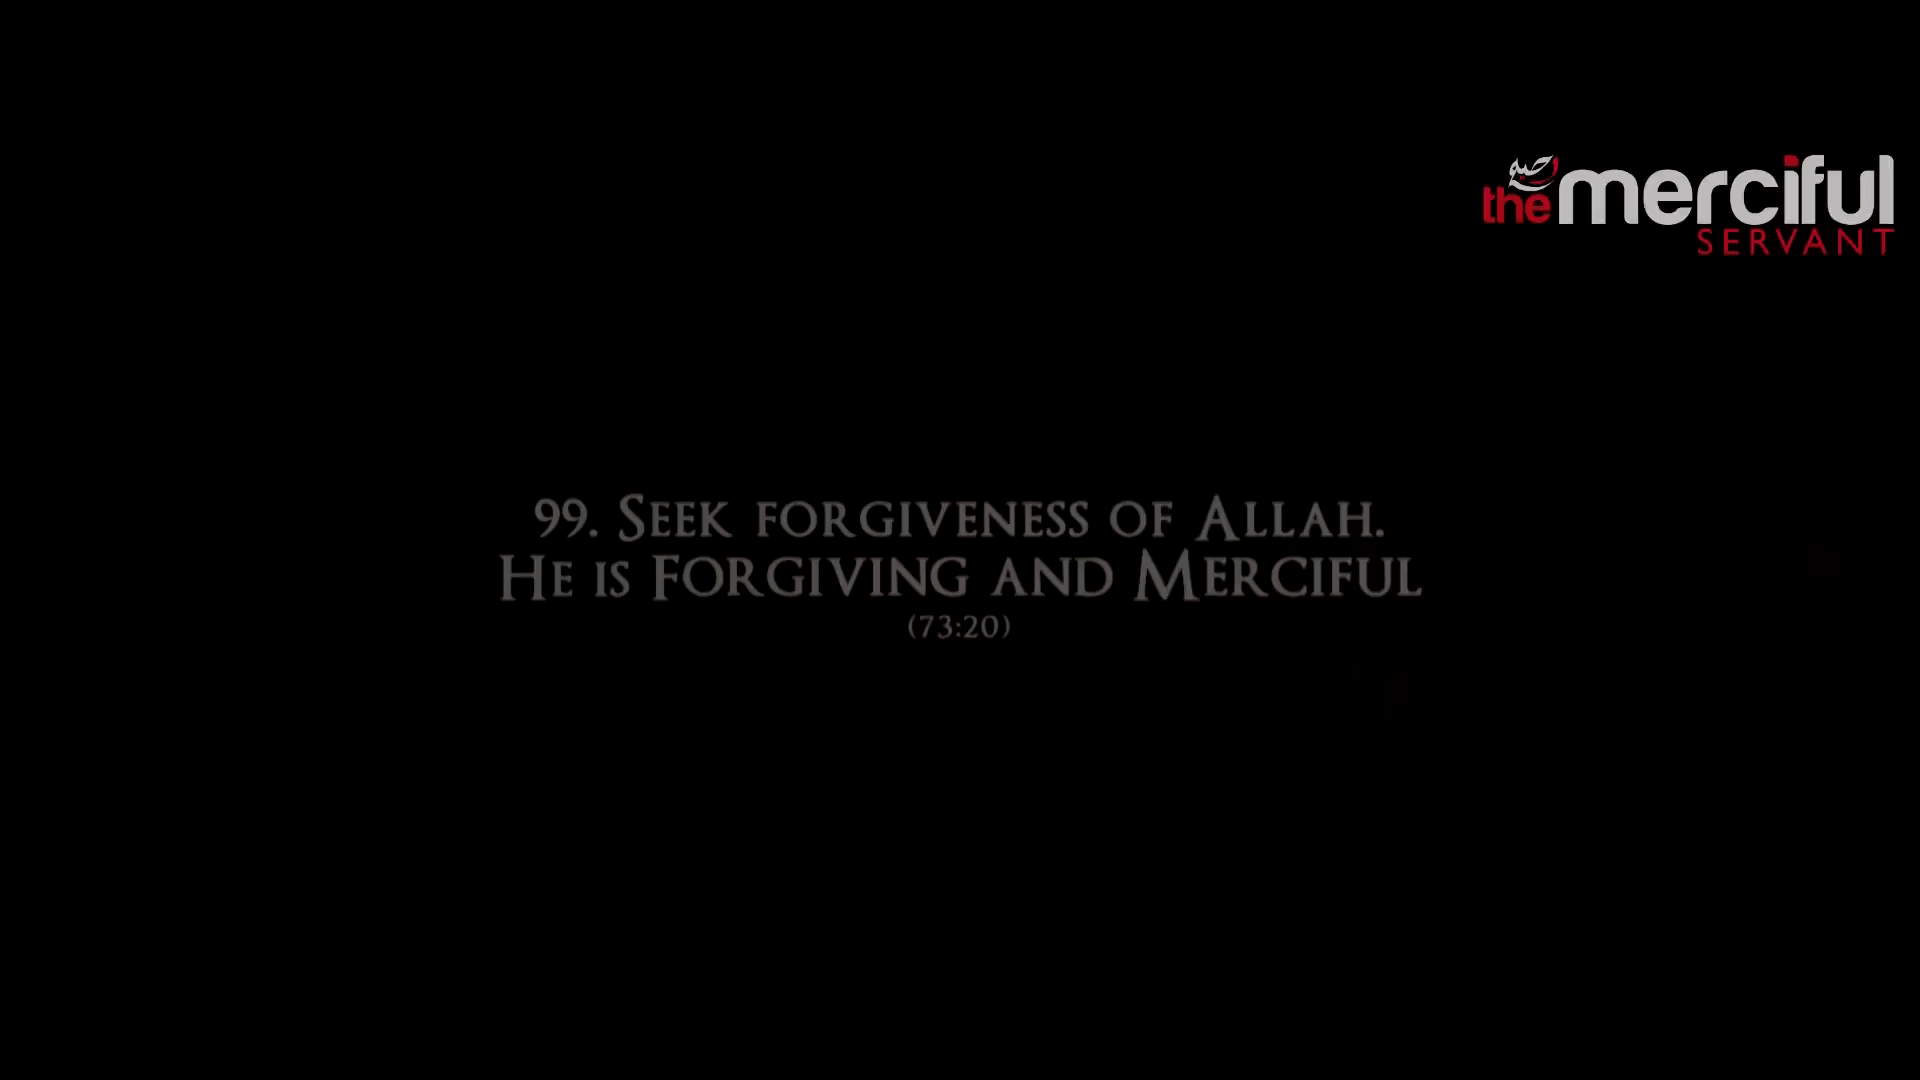 the merciful
SERVANT
99. Seek forgiveness of Allah.
He is Forgiving and Merciful
(73:20)